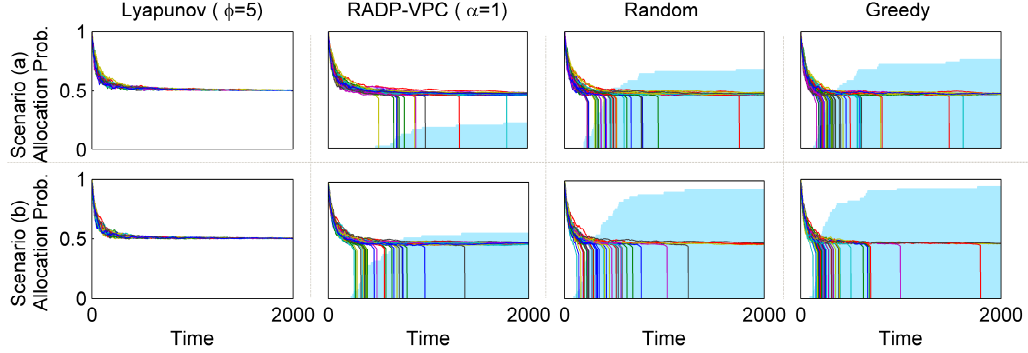 Lyapunov ( ϕ=5) RADP-VPC ( α=1) Random Greedy
Scenario (a)
Allocation Prob.
1
0.5
0
Scenario (b)
Allocation Prob.
1
0.5
0
0 2000 0 2000 0 2000 0 2000
Time Time Time Time